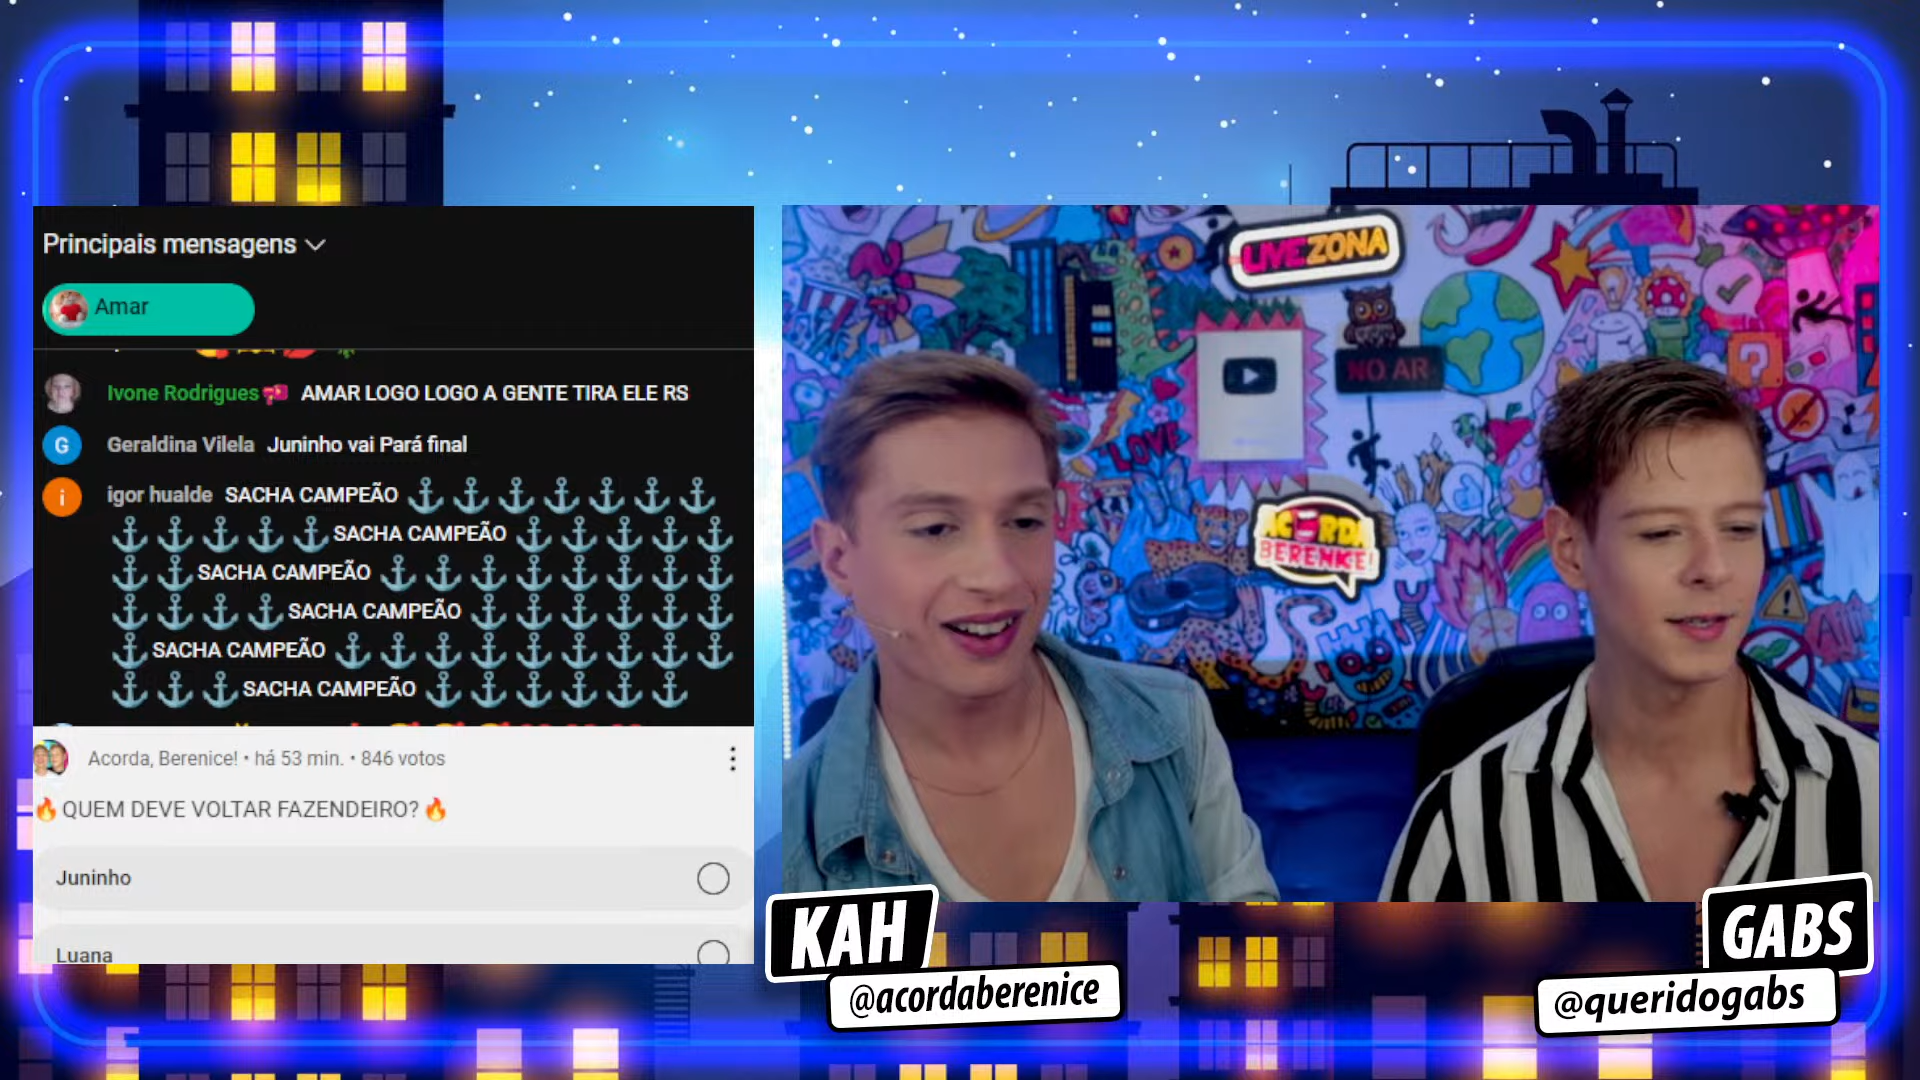 Principais mensagens
Amar
Ivone Rodrigues AMAR LOGO LOGO A GENTE TIRA ELE RS
G
Geraldina Vilela Juninho vai Pará final
i
igor hualde SACHA CAMPEÃO ⚓⚓⚓⚓⚓⚓⚓
⚓⚓⚓⚓⚓SACHA CAMPEÃO⚓⚓⚓⚓⚓
⚓⚓SACHA CAMPEÃO⚓⚓⚓⚓⚓⚓⚓⚓
⚓⚓⚓⚓SACHA CAMPEÃO⚓⚓⚓⚓⚓⚓
⚓SACHA CAMPEÃO⚓⚓⚓⚓⚓⚓⚓⚓⚓
⚓⚓⚓SACHA CAMPEÃO⚓⚓⚓⚓⚓⚓
Acorda, Berenice! • há 53 min. • 846 votos
🔥 QUEM DEVE VOLTAR FAZENDEIRO? 🔥
Juninho
Luana
LIVEZONA
NO AR
LOVE
ACORDA
BERENICE!
KAH
@acordaberenice
GABS
@queridogabs